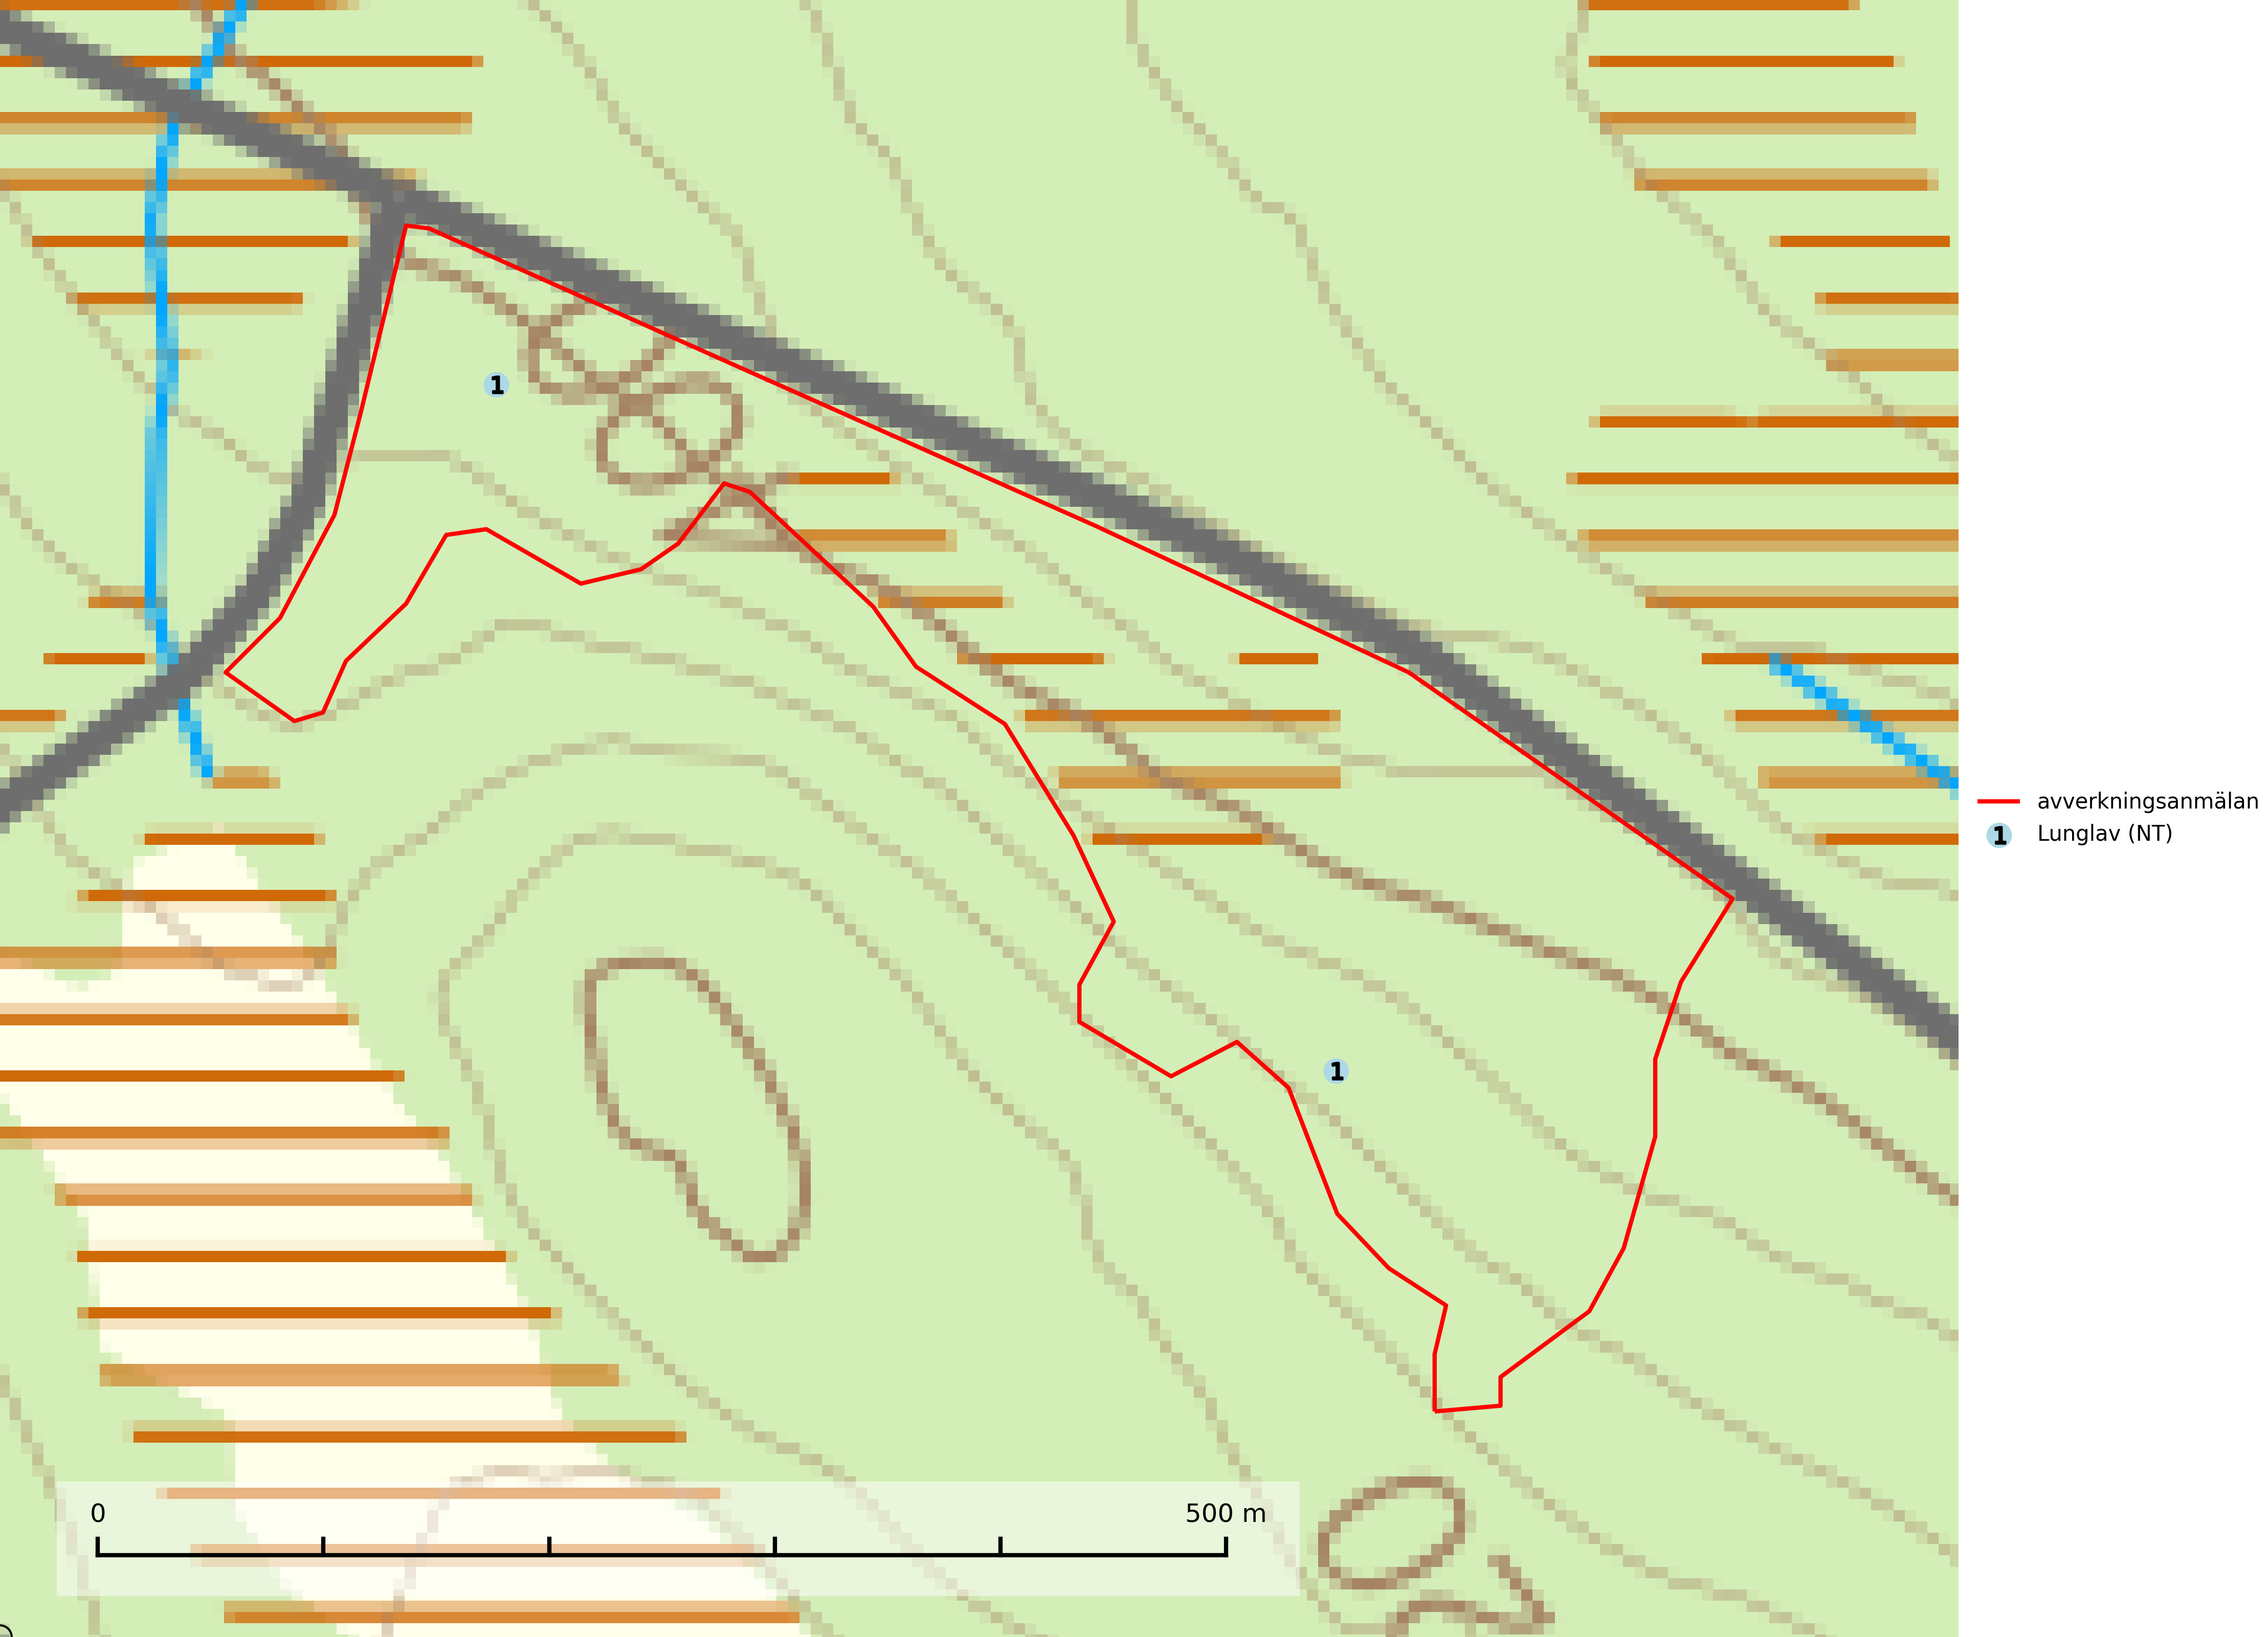 1
1
avverkningsanmälan
1 Lunglav (NT)
0 500 m